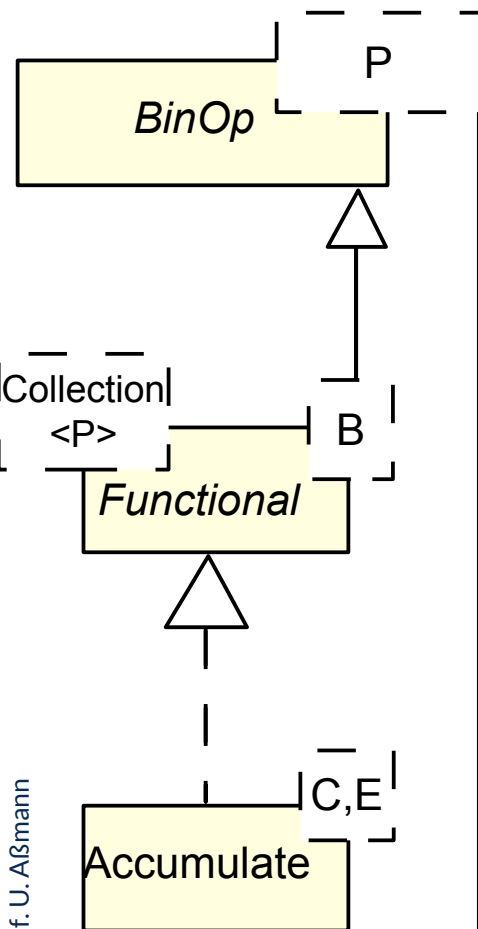 P
BinOp
Collection
<P>
B
Functional
C,E
Accumulate
f. U. Aßmann